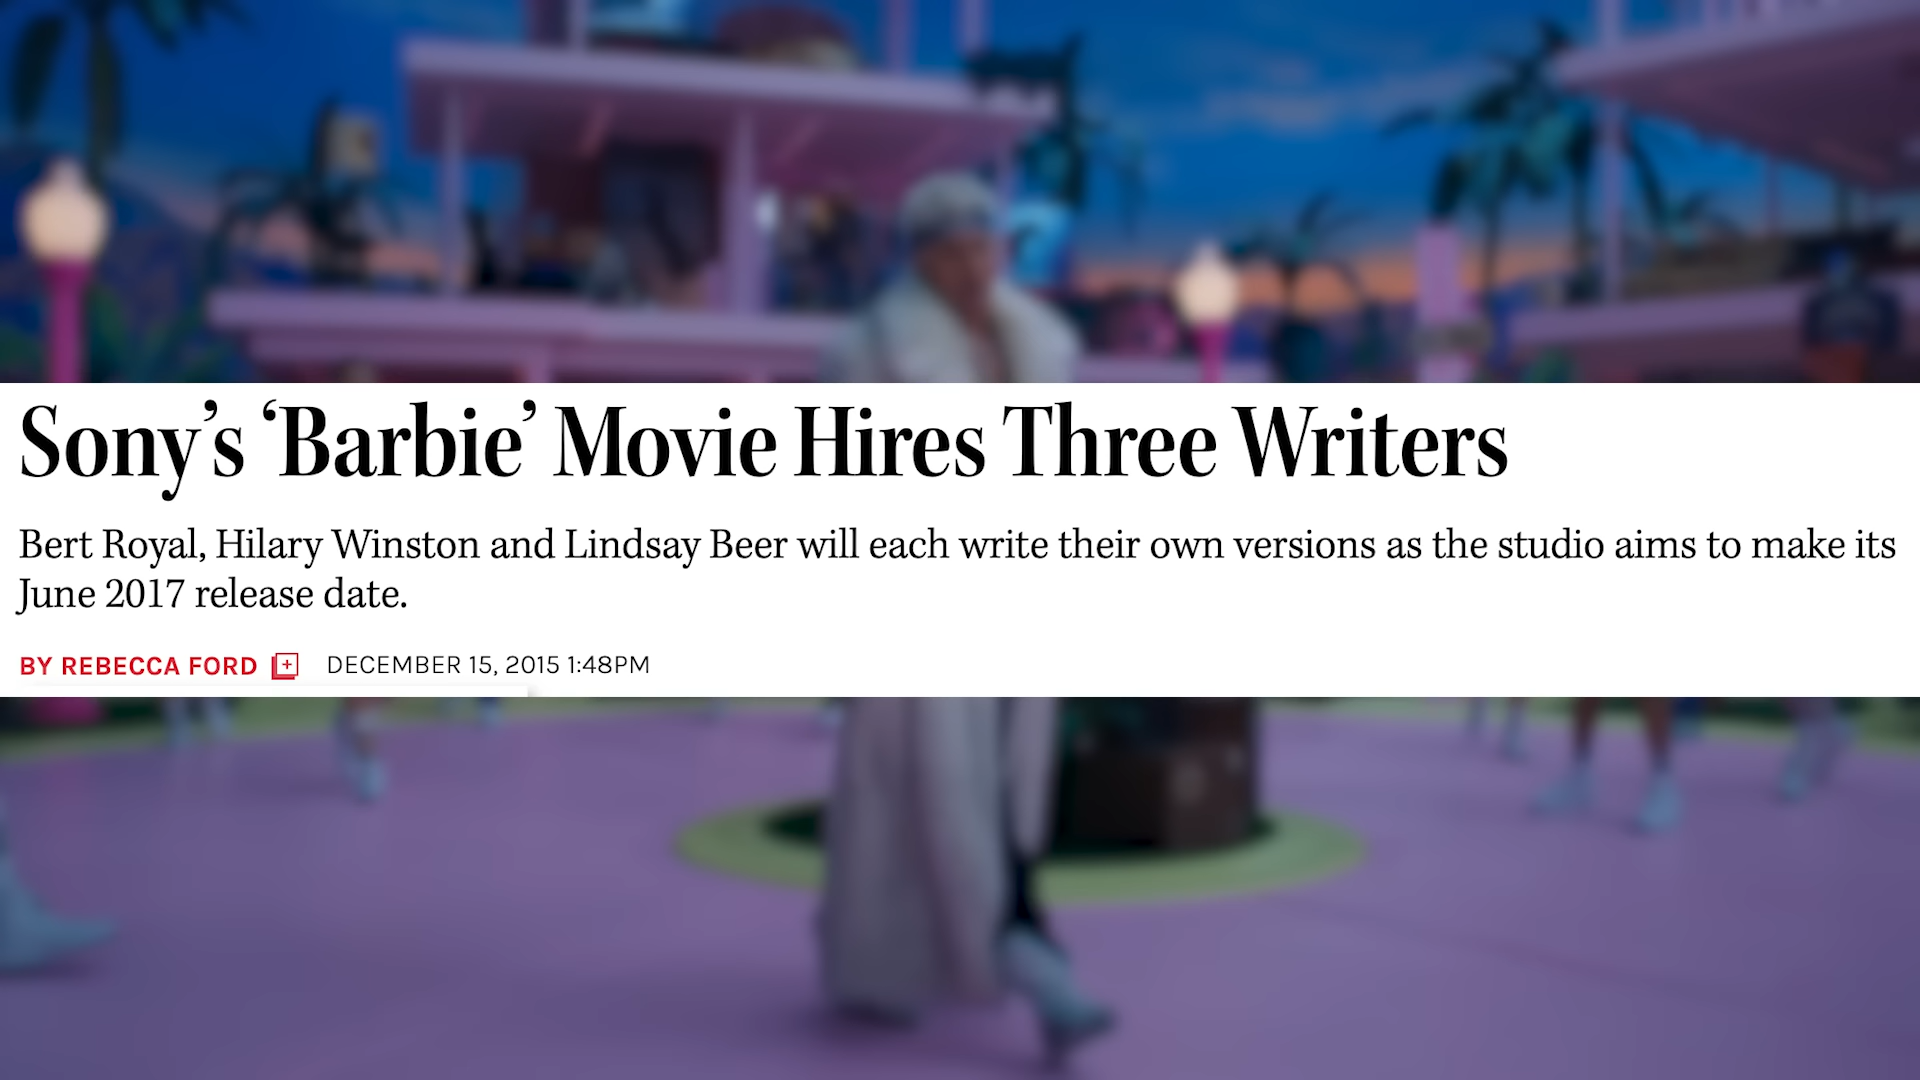 Sony’s ‘Barbie’ Movie Hires Three Writers
Bert Royal, Hilary Winston and Lindsay Beer will each write their own versions as the studio aims to make its
June 2017 release date.
BY REBECCA FORD DECEMBER 15, 2015 1:48PM